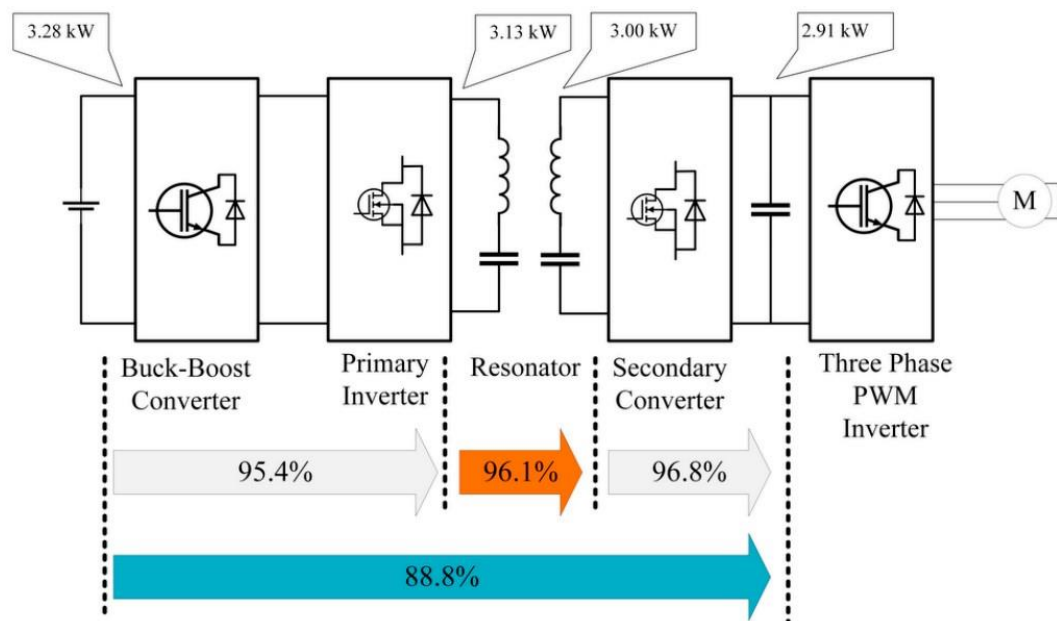 3.28 kW
3.13 kW
3.00 kW
2.91 kW
M
Buck-Boost
Converter
Primary
Inverter
Resonator
Secondary
Converter
Three Phase
PWM
Inverter
95.4%
96.1%
96.8%
88.8%